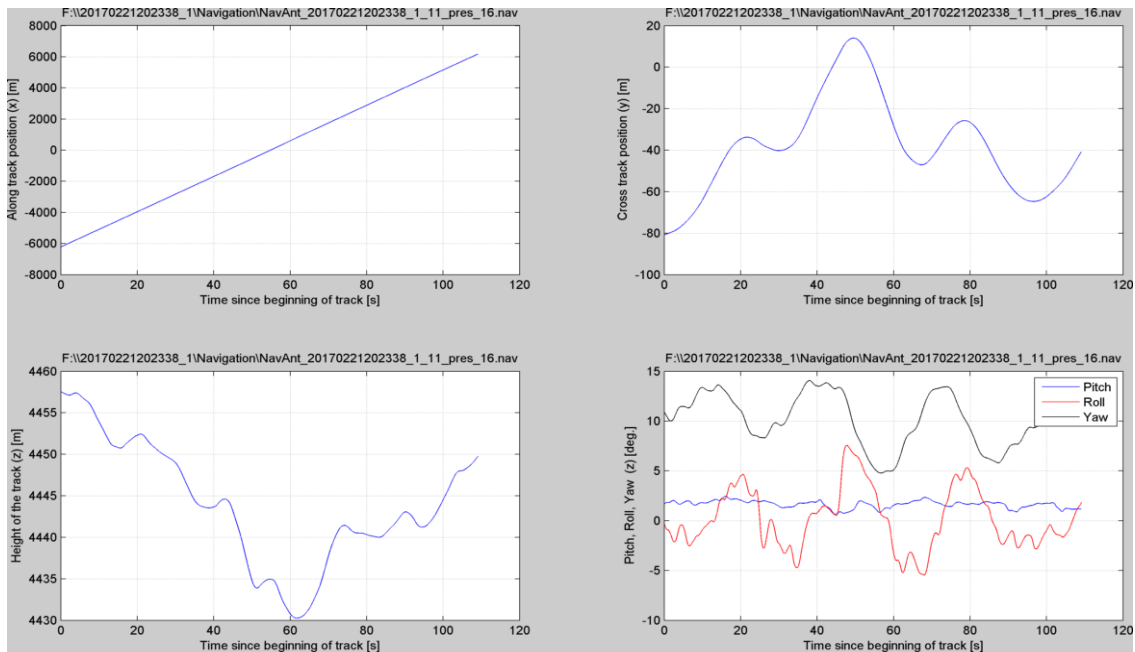 F:\\20170221202338_1\Navigation\NavAnt_20170221202338_1_11_pres_16.nav
8000
6000
4000
2000
0
-2000
-4000
-6000
-8000
Along track position (x) [m]
0 20 40 60 80 100 120
Time since beginning of track [s]
F:\\20170221202338_1\Navigation\NavAnt_20170221202338_1_11_pres_16.nav
20
0
-20
-40
-60
-80
-100
Cross track position (y) [m]
0 20 40 60 80 100 120
Time since beginning of track [s]
F:\\20170221202338_1\Navigation\NavAnt_20170221202338_1_11_pres_16.nav
4460
4455
4450
4445
4440
4435
4430
Height of the track (z) [m]
0 20 40 60 80 100 120
Time since beginning of track [s]
F:\\20170221202338_1\Navigation\NavAnt_20170221202338_1_11_pres_16.nav
15
10
5
0
-5
-10
Pitch, Roll, Yaw (z) [deg.]
Pitch
Roll
Yaw
0 20 40 60 80 100 120
Time since beginning of track [s]